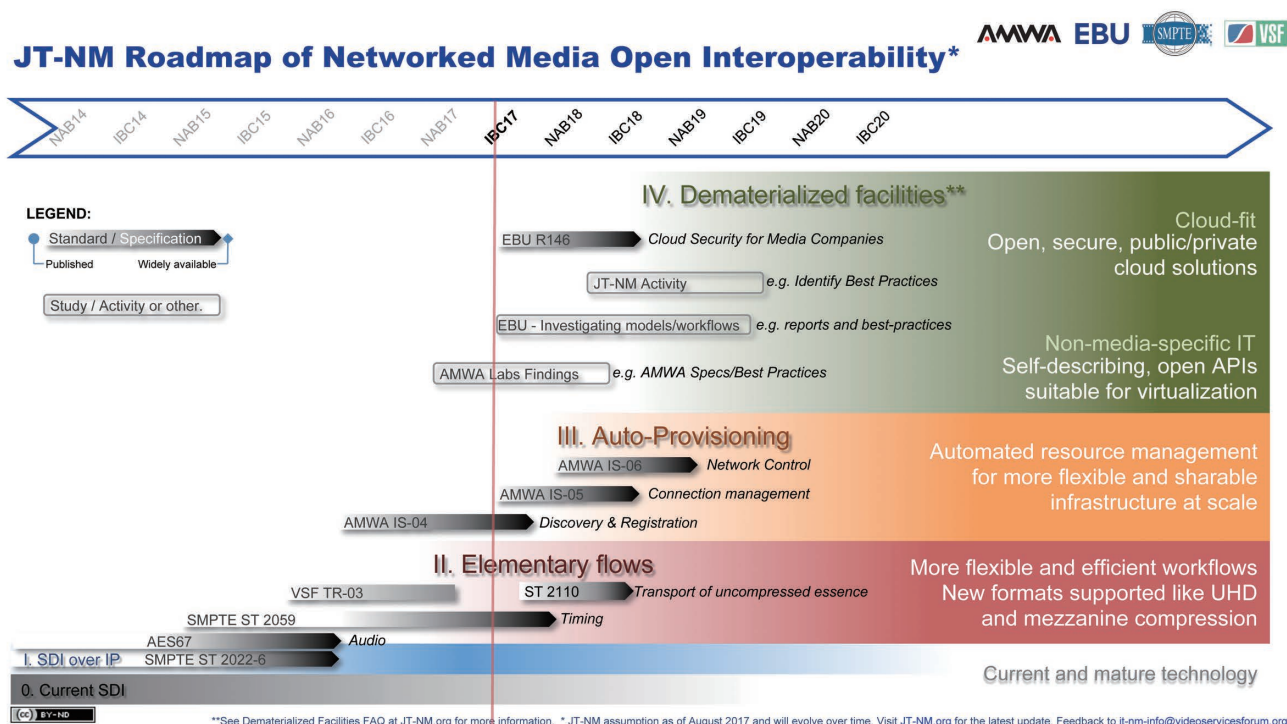 AMWA EBU SMPTE VSF
JT-NM Roadmap of Networked Media Open Interoperability*
NAB14 IBC14 NAB15 IBC15 NAB16 IBC16 NAB17 IBC17 NAB18 IBC18 NAB19 IBC19 NAB20 IBC20
LEGEND:
Standard / Specification
Published Widely available
Study / Activity or other.
IV. Dematerialized facilities**
EBU R146 Cloud Security for Media Companies
JT-NM Activity e.g. Identify Best Practices
EBU - Investigating models/workflows e.g. reports and best-practices
AMWA Labs Findings e.g. AMWA Specs/Best Practices
Cloud-fit
Open, secure, public/private
cloud solutions
Non-media-specific IT
Self-describing, open APIs
suitable for virtualization
III. Auto-Provisioning
AMWA IS-06 Network Control
AMWA IS-05 Connection management
AMWA IS-04 Discovery & Registration
Automated resource management
for more flexible and sharable
infrastructure at scale
II. Elementary flows
VSF TR-03 ST 2110 Transport of uncompressed essence
SMPTE ST 2059 Timing
AES67 Audio
More flexible and efficient workflows
New formats supported like UHD
and mezzanine compression
I. SDI over IP SMPTE ST 2022-6
0. Current SDI
Current and mature technology
(cc) BY-ND
**See Dematerialized Facilities FAQ at JT-NM.org for more information. * JT-NM assumption as of August 2017 and will evolve over time. Visit JT-NM.org for the latest update. Feedback to jt-nm-info@videoservicesforum.org